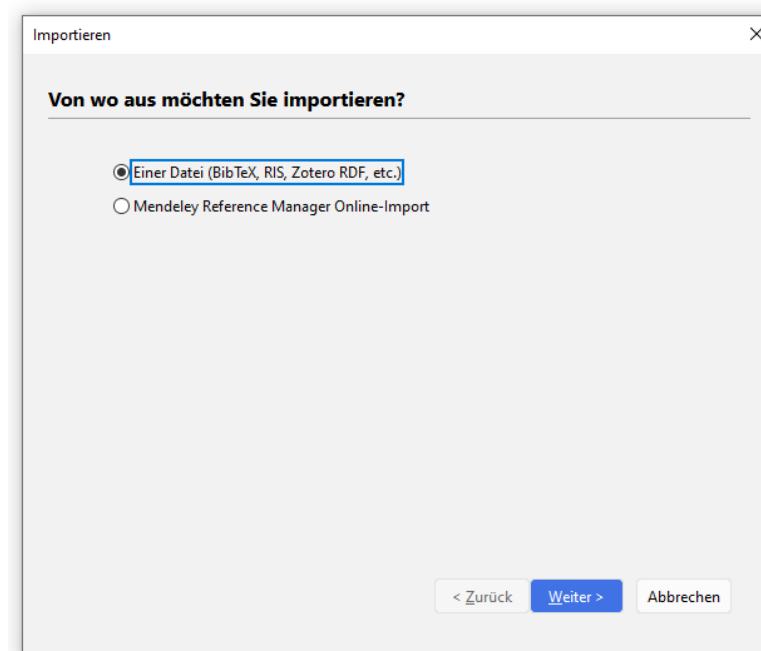 Importieren
Von wo aus möchten Sie importieren?
Einer Datei (BibTeX, RIS, Zotero RDF, etc.)
Mendeley Reference Manager Online-Import
< Zurück
Weiter >
Abbrechen